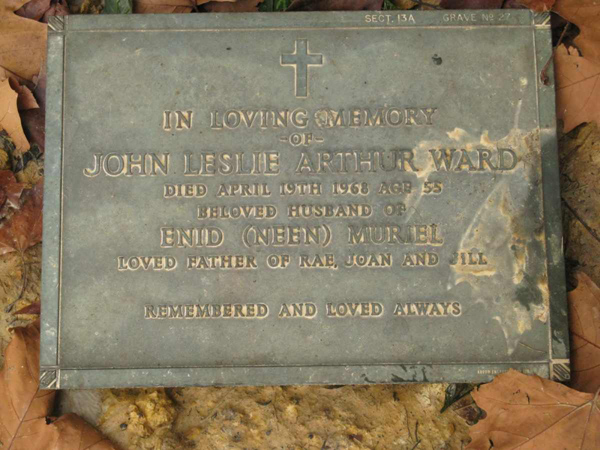 SECT. 13A GRAVE No 27
IN LOVING MEMORY
-OF-
JOHN LESLIE ARTHUR WARD
DIED APRIL 19TH 1968 AGE 55
BELOVED HUSBAND OF
ENID (NEEN) MURIEL
LOVED FATHER OF RAE, JOAN AND JILL
REMEMBERED AND LOVED ALWAYS